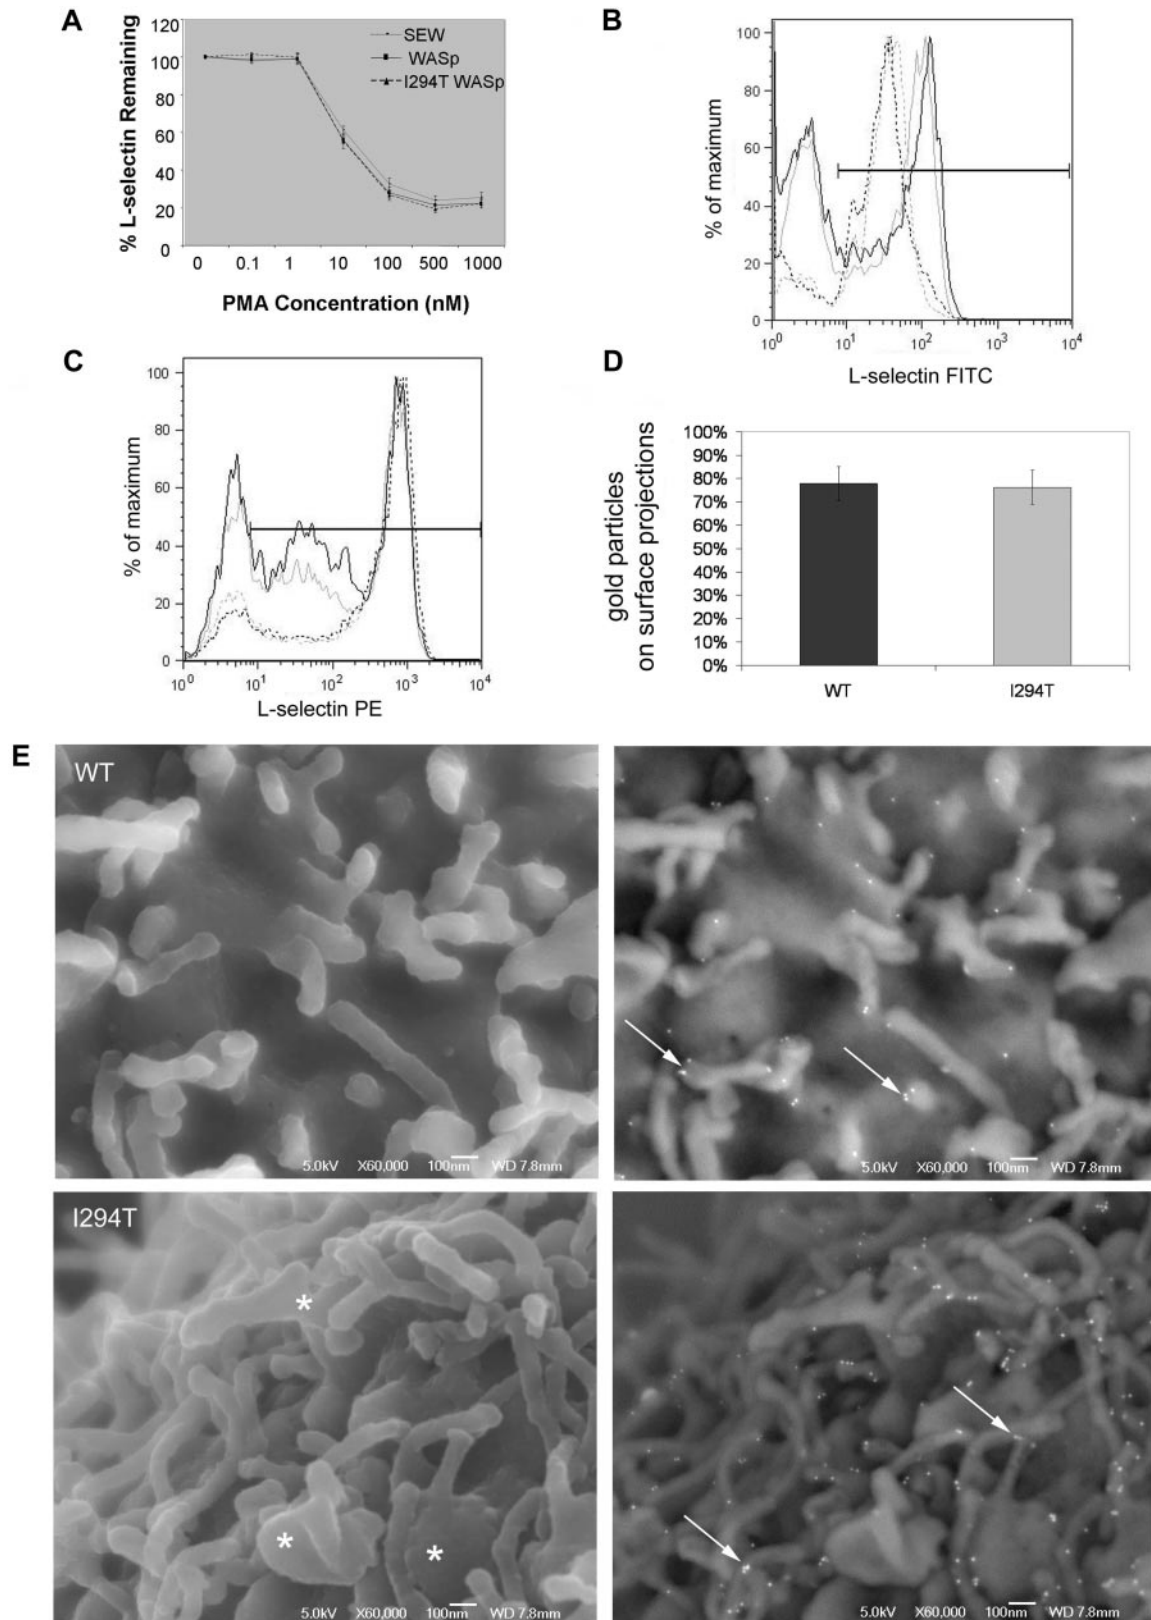 A
120
100
80
60
40
20
0
% L-selectin Remaining
SEW
WASp
I294T WASp
0 0.1 1 10 100 500 1000
PMA Concentration (nM)
B
100
80
60
40
20
0
% of maximum
10^0 10^1 10^2 10^3 10^4
L-selectin FITC
C
100
80
60
40
20
0
% of maximum
10^0 10^1 10^2 10^3 10^4
L-selectin PE
D
100%
90%
80%
70%
60%
50%
40%
30%
20%
10%
0%
gold particles
on surface projections
WT I294T
E
WT
5.0kV X60,000 100nm WD 7.8mm
5.0kV X60,000 100nm WD 7.8mm
I294T
*
*
*
5.0kV X60,000 100nm WD 7.8mm
5.0kV X60,000 100nm WD 7.8mm